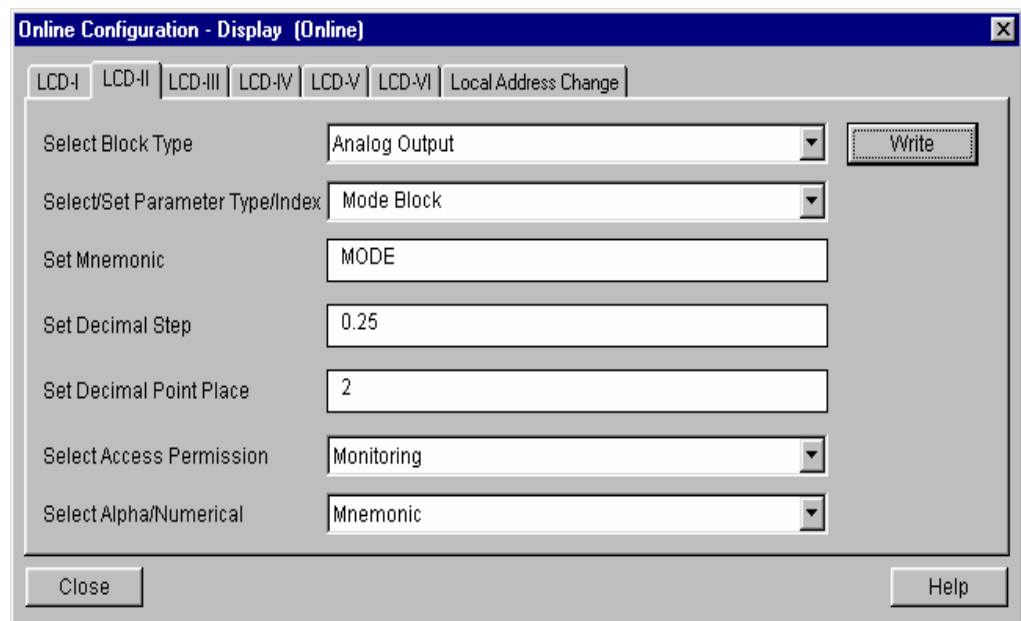 Online Configuration - Display (Online)
LCD-I LCD-II LCD-III LCD-IV LCD-V LCD-VI Local Address Change
Select Block Type Analog Output Write
Select/Set Parameter Type/Index Mode Block
Set Mnemonic MODE
Set Decimal Step 0.25
Set Decimal Point Place 2
Select Access Permission Monitoring
Select Alpha/Numerical Mnemonic
Close Help